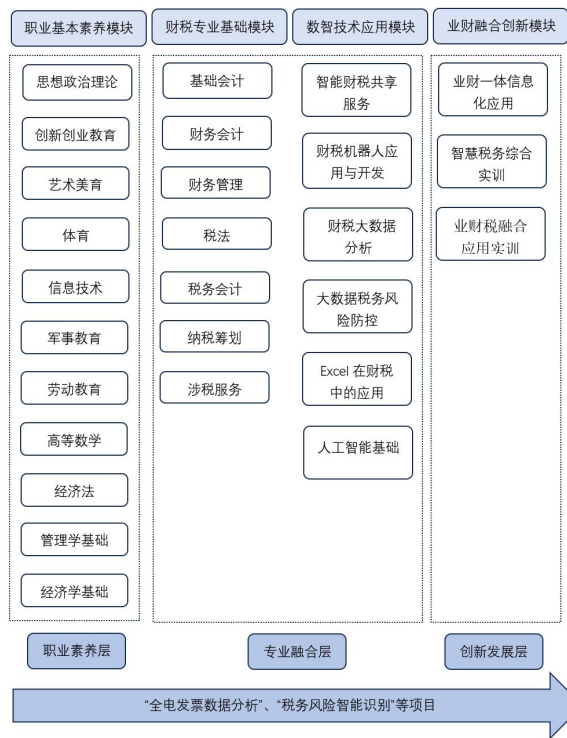 职业基本素养模块
财税专业基础模块
数智技术应用模块
业财融合创新模块
思想政治理论
创新创业教育
艺术美育
体育
信息技术
军事教育
劳动教育
高等数学
经济法
管理学基础
经济学基础
基础会计
财务会计
财务管理
税法
税务会计
纳税筹划
涉税服务
智能财税共享
服务
财税机器人应
用与开发
财税大数据
分析
大数据税务风
险防控
Excel 在财税
中的应用
人工智能基础
业财一体信息
化应用
智慧税务综合
实训
业财税融合
应用实训
职业素养层
专业融合层
创新发展层
“全电发票数据分析”、“税务风险智能识别”等项目